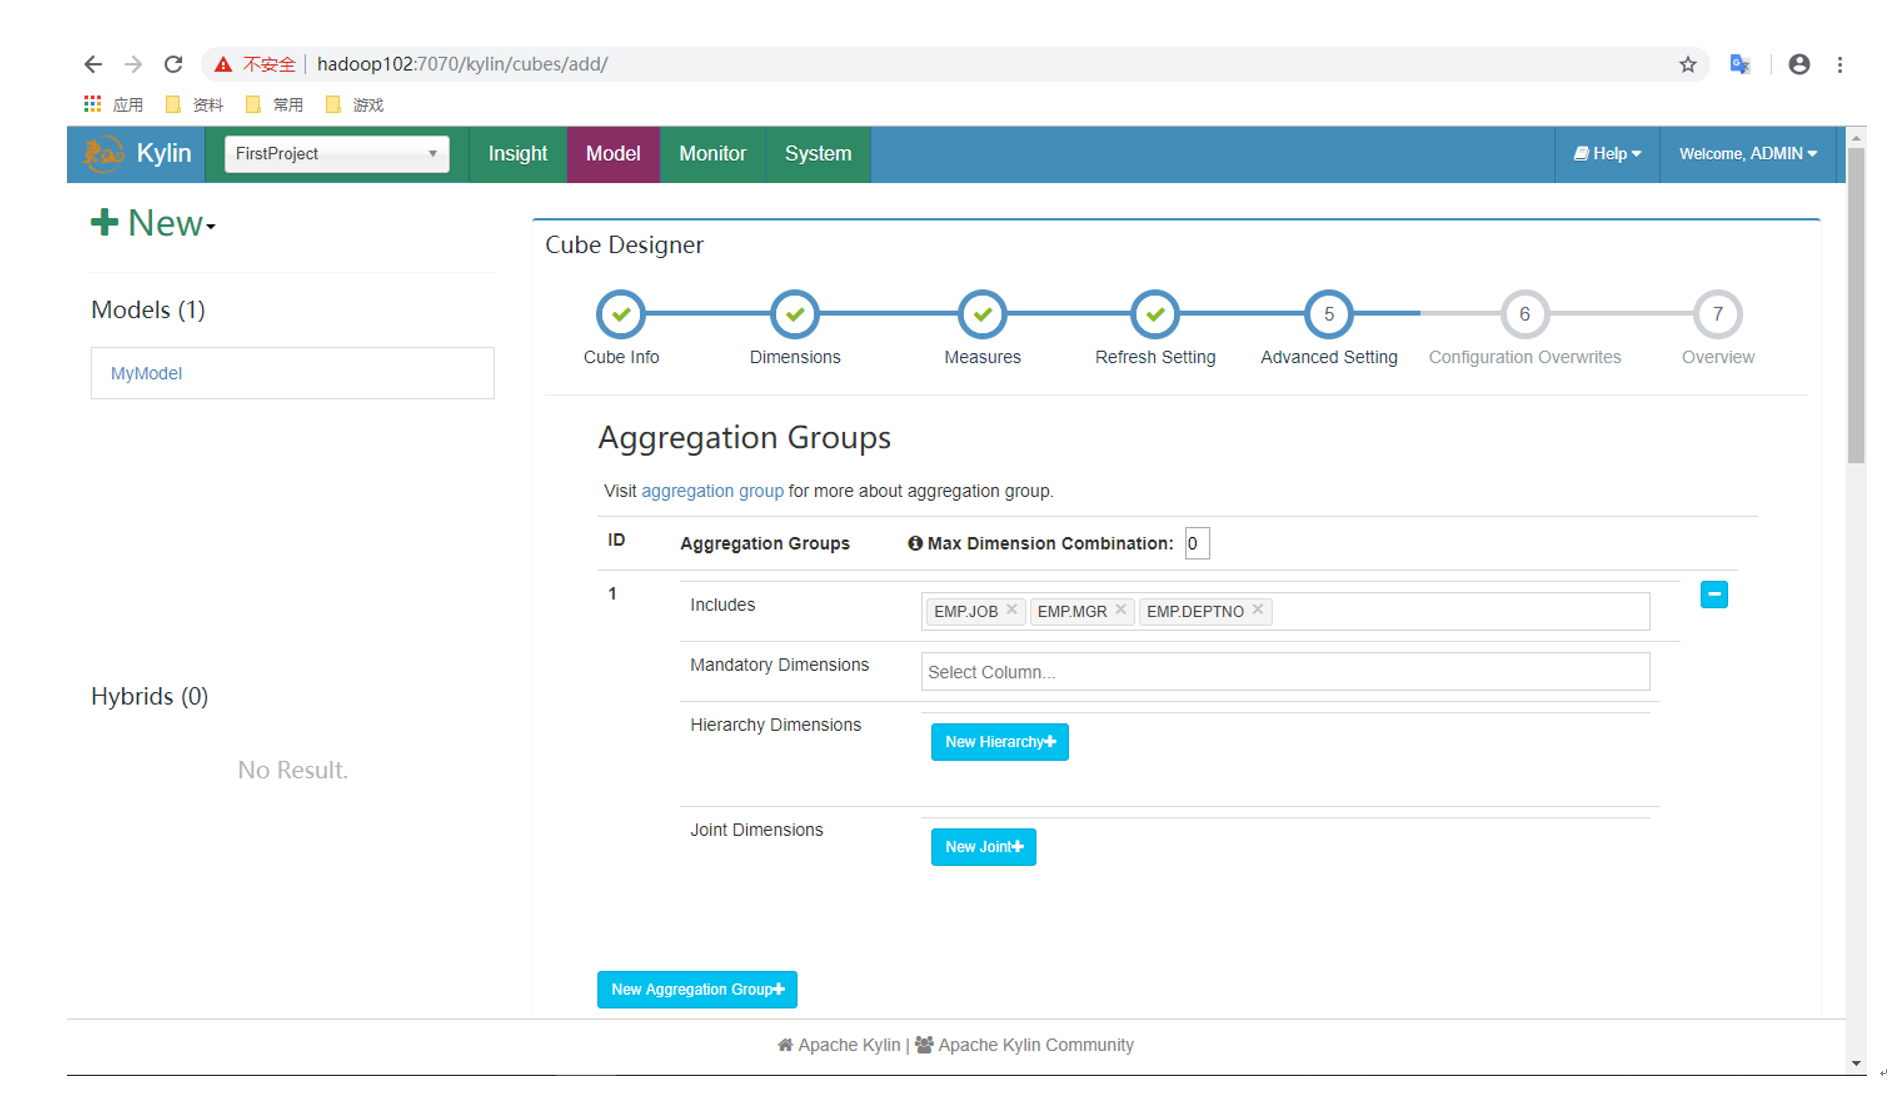 不安全 | hadoop102:7070/kylin/cubes/add/
应用 资料 常用 游戏
Kylin FirstProject Insight Model Monitor System Help Welcome, ADMIN
New
Cube Designer
Models (1)
MyModel
5 6 7
Cube Info Dimensions Measures Refresh Setting Advanced Setting Configuration Overwrites Overview
Aggregation Groups
Visit aggregation group for more about aggregation group.
ID Aggregation Groups Max Dimension Combination: 0
1
Includes EMP.JOB × EMP.MGR × EMP.DEPTNO ×
Mandatory Dimensions Select Column...
Hybrids (0)
No Result.
Hierarchy Dimensions New Hierarchy+
Joint Dimensions New Joint+
New Aggregation Group+
Apache Kylin | Apache Kylin Community